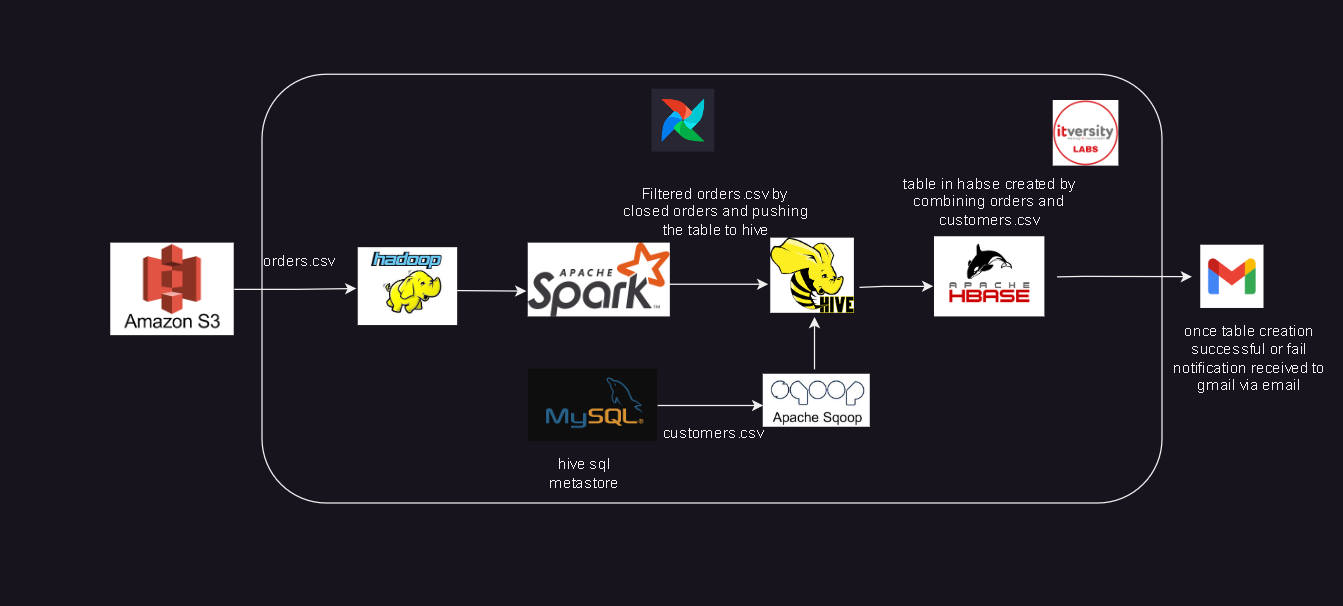 itversity
LABS
Filtered orders.csv by
closed orders and pushing
the table to hive
table in habse created by
combining orders and
customers.csv
orders.csv
Amazon S3
hadoop
APACHE
Spark™
HIVE
APACHE
HBASE
once table creation
successful or fail
notification received to
gmail via email
MySQL®
customers.csv
sqoop
Apache Sqoop
hive sql
metastore